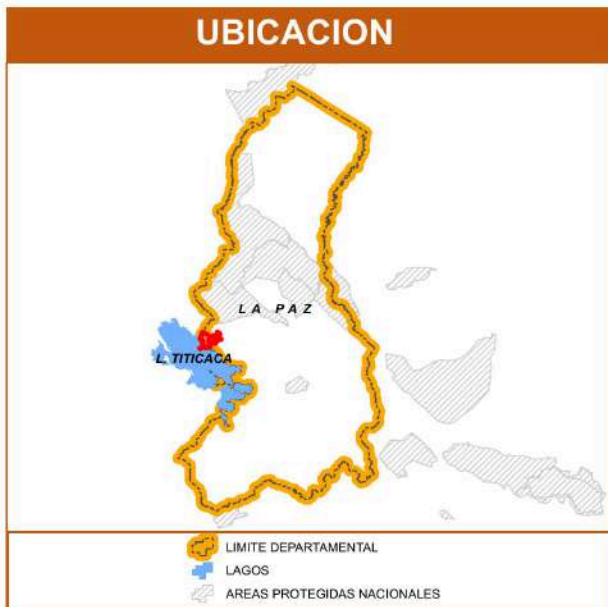 UBICACION
LA PAZ
L. TITICACA
LIMITE DEPARTAMENTAL
LAGOS
AREAS PROTEGIDAS NACIONALES